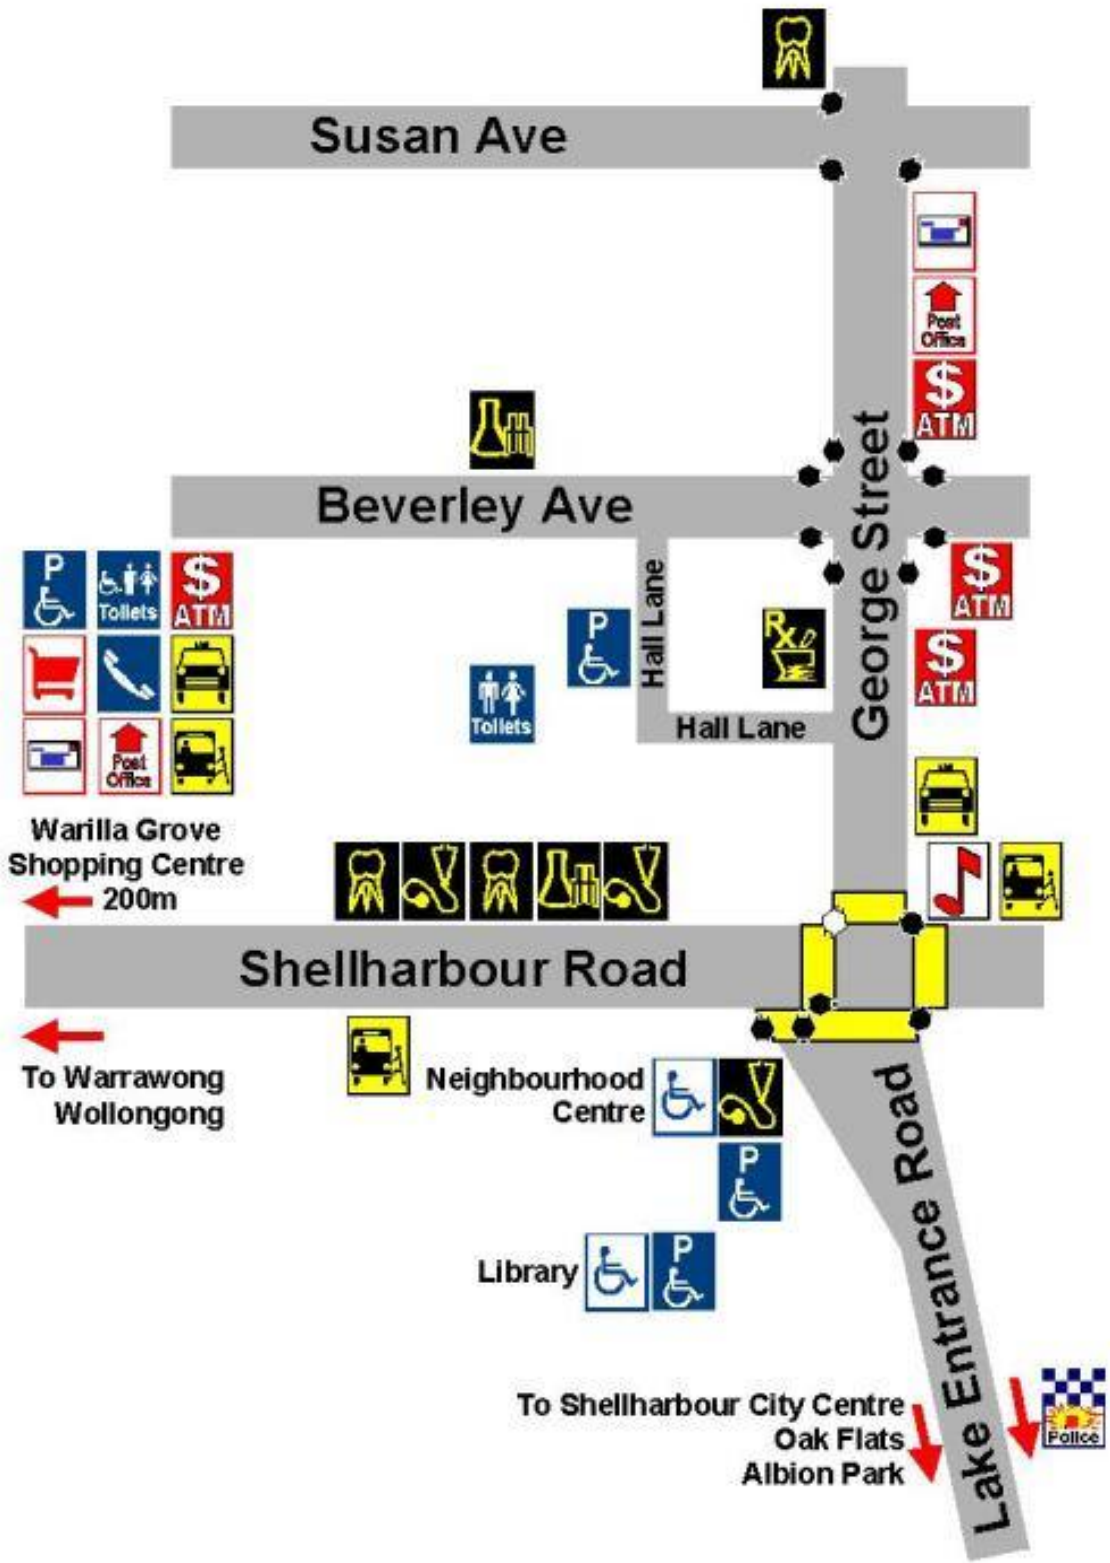 Susan Ave
Post
Office
$
ATM
George Street
Beverley Ave
P
Toilets
$
ATM
$
ATM
P
Hall Lane
Rx
$
ATM
Toilets
Hall Lane
Post
Office
Warilla Grove
Shopping Centre
200m
Shellharbour Road
To Warrawong
Wollongong
Neighbourhood
Centre
P
Library
P
Lake Entrance Road
To Shellharbour City Centre
Oak Flats
Albion Park
Police